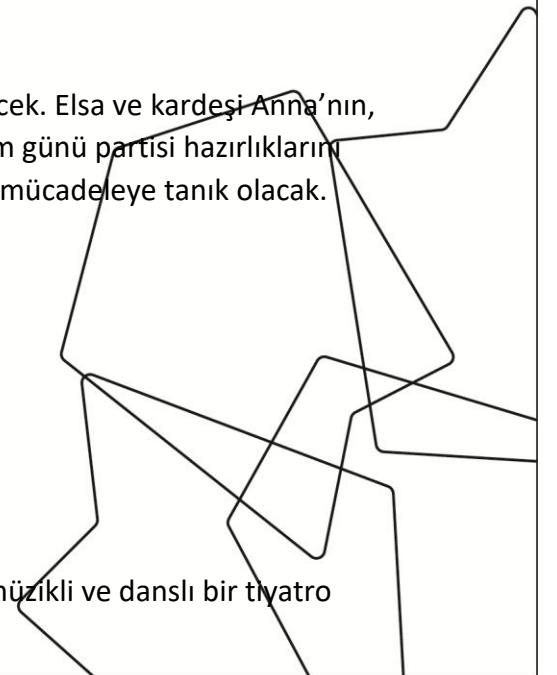 cek. Elsa ve kardeşi Anna’nın,
m günü partisi hazırlıklarını
mücadeleye tanık olacak.
müzikli ve danslı bir tiyatro